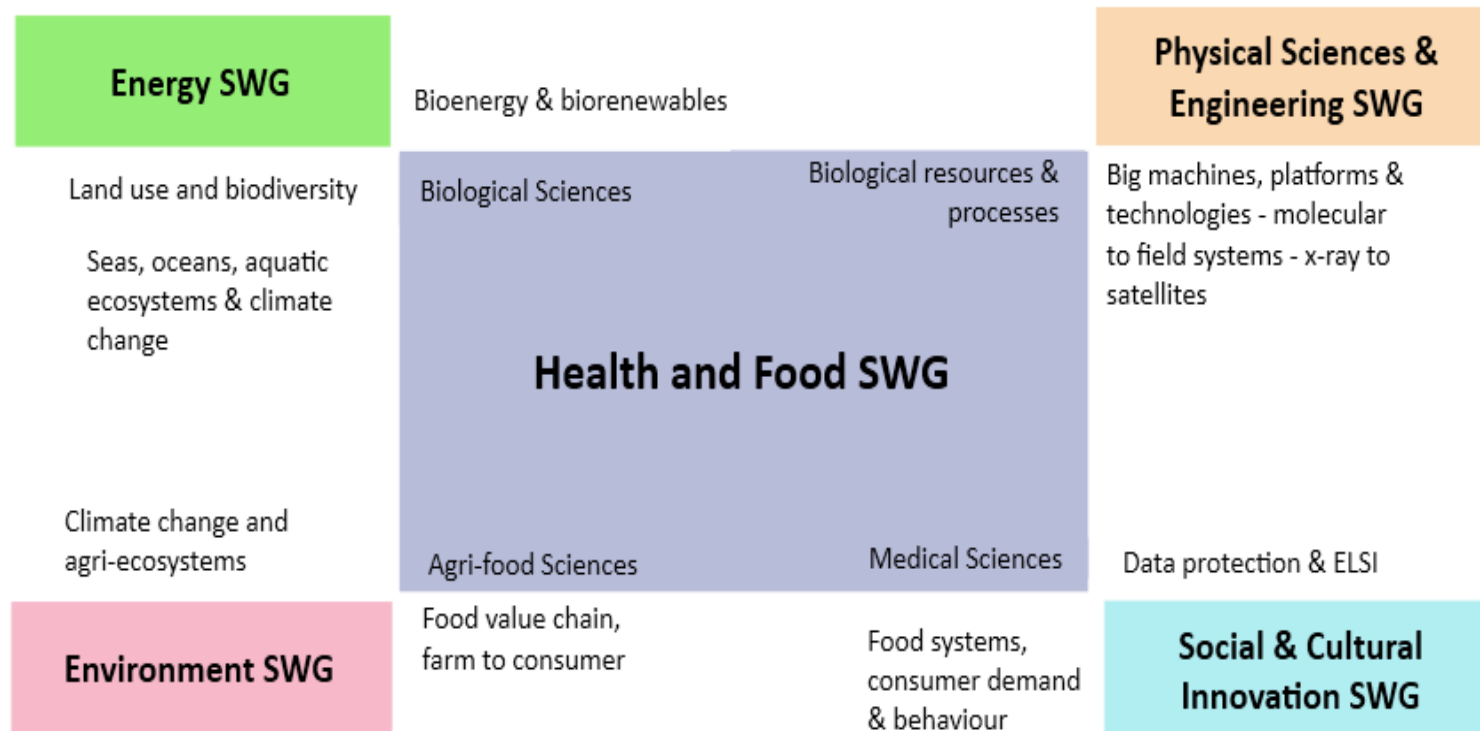 Energy SWG
Bioenergy & biorenewables
Physical Sciences &
Engineering SWG
Land use and biodiversity
Seas, oceans, aquatic
ecosystems & climate
change
Biological Sciences
Biological resources &
processes
Big machines, platforms &
technologies - molecular
to field systems - x-ray to
satellites
Health and Food SWG
Climate change and
agri-ecosystems
Agri-food Sciences
Medical Sciences
Data protection & ELSI
Environment SWG
Food value chain,
farm to consumer
Food systems,
consumer demand
& behaviour
Social & Cultural
Innovation SWG